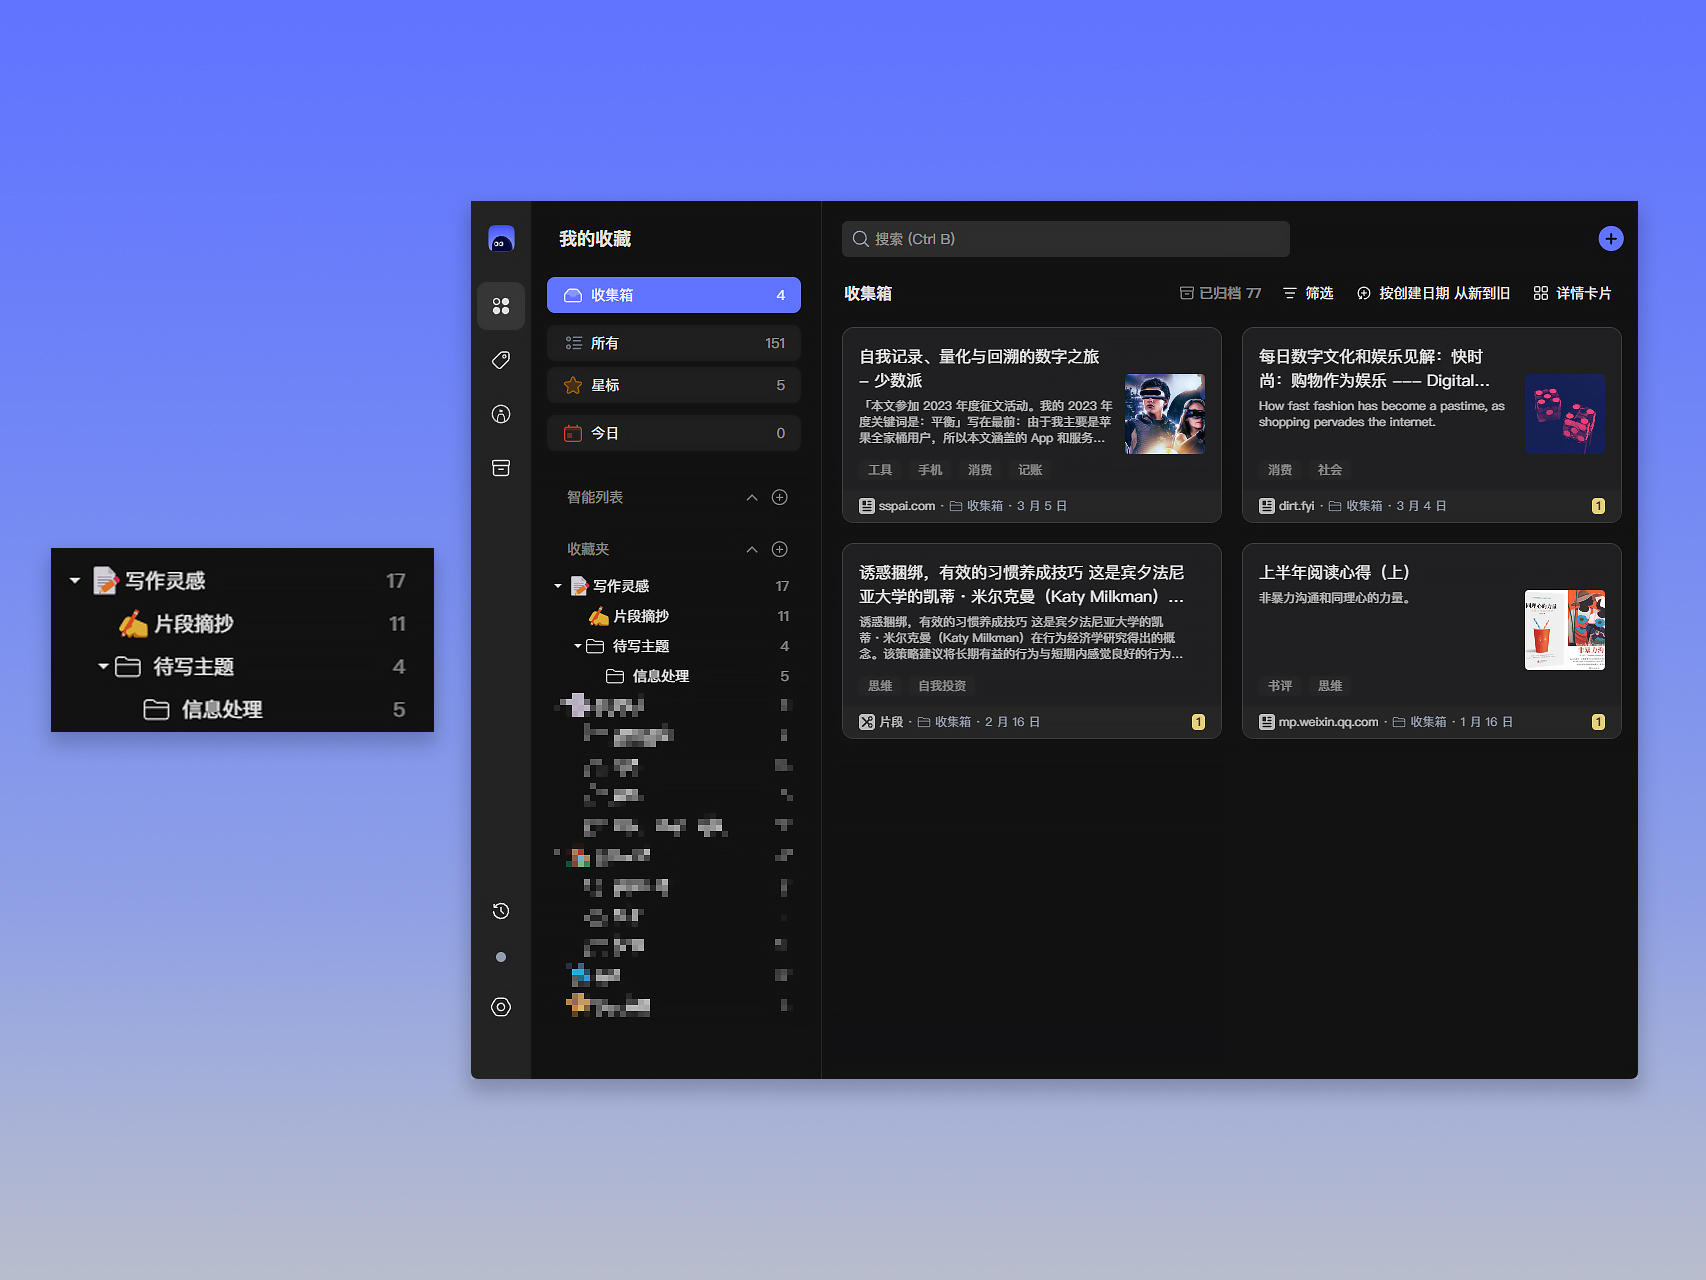 写作灵感 17
片段摘抄 11
待写主题 4
信息处理 5
我的收藏
收集箱 4
所有 151
星标 5
今日 0
智能列表
收藏夹
写作灵感 17
片段摘抄 11
待写主题 4
信息处理 5
搜索 (Ctrl B)
收集箱
已归档 77
筛选
按创建日期 从新到旧
详情卡片
自我记录、量化与回溯的数字之旅
– 少数派
「本文参加 2023 年度征文活动。我的 2023 年
度关键词是：平衡」写在最前：由于我主要是苹
果全家桶用户，所以本文涵盖的 App 和服务...
工具 手机 消费 记账
sspai.com · 收集箱 · 3 月 5 日
每日数字文化和娱乐见解：快时
尚：购物作为娱乐 ––– Digital...
How fast fashion has become a pastime, as
shopping pervades the internet.
消费 社会
dirt.fyi · 收集箱 · 3 月 4 日 1
诱惑捆绑，有效的习惯养成技巧 这是宾夕法尼
亚大学的凯蒂 · 米尔克曼（Katy Milkman）...
诱惑捆绑，有效的习惯养成技巧 这是宾夕法尼亚大学的凯
蒂 · 米尔克曼（Katy Milkman）在行为经济学研究得出的概
念。该策略建议将长期有益的行为与短期内感觉良好的行为...
思维 自我投资
片段 · 收集箱 · 2 月 16 日 1
上半年阅读心得（上）
非暴力沟通和同理心的力量。
同理心的力量
非暴力沟
书评 思维
mp.weixin.qq.com · 收集箱 · 1 月 16 日 1